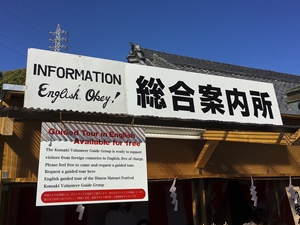 INFORMATION
English, Okey!
総合案内所
Guided Tour in English
Available for free
The Komaki Volunteer Guide Group is ready to support
visitors from foreign countries in English, free of charge.
Please feel free to come and request a guided tour.
Request a guided tour here
English guided tour of the Honen Matsuri Festival
Komaki Volunteer Guide Group